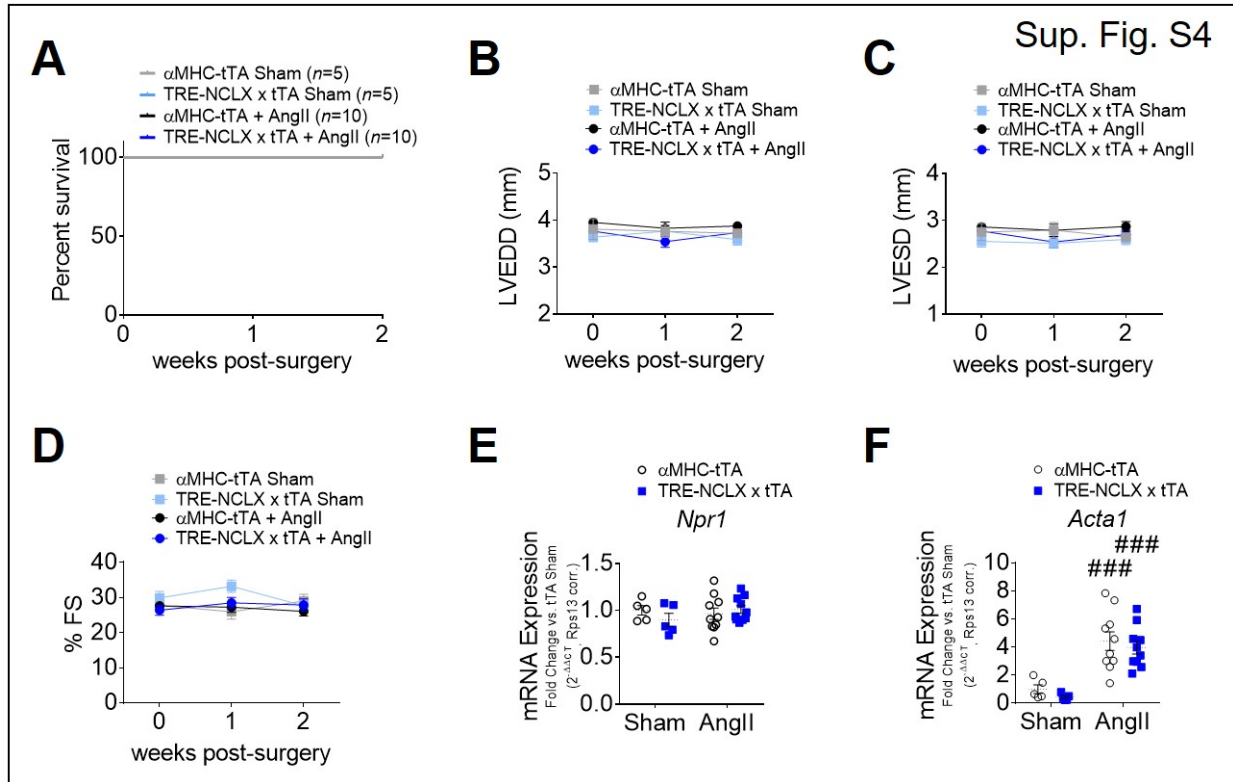 Sup. Fig. S4
A
αMHC-tTA Sham (n=5)
TRE-NCLX x tTA Sham (n=5)
αMHC-tTA + AngII (n=10)
TRE-NCLX x tTA + AngII (n=10)
Percent survival
100
50
0
0 1 2
weeks post-surgery
B
αMHC-tTA Sham
TRE-NCLX x tTA Sham
αMHC-tTA + AngII
TRE-NCLX x tTA + AngII
LVEDD (mm)
5
4
3
2
0 1 2
weeks post-surgery
C
αMHC-tTA Sham
TRE-NCLX x tTA Sham
αMHC-tTA + AngII
TRE-NCLX x tTA + AngII
LVESD (mm)
4
3
2
1
0 1 2
weeks post-surgery
D
αMHC-tTA Sham
TRE-NCLX x tTA Sham
αMHC-tTA + AngII
TRE-NCLX x tTA + AngII
% FS
40
30
20
10
0
0 1 2
weeks post-surgery
E
αMHC-tTA
TRE-NCLX x tTA
Npr1
mRNA Expression
Fold Change vs. tTA Sham
(2-ΔΔCT, Rps13 corr.)
1.5
1.0
0.5
0.0
Sham AngII
F
αMHC-tTA
TRE-NCLX x tTA
Acta1
###
###
mRNA Expression
Fold Change vs. tTA Sham
(2-ΔΔCT, Rps13 corr.)
10
8
6
4
2
0
Sham AngII